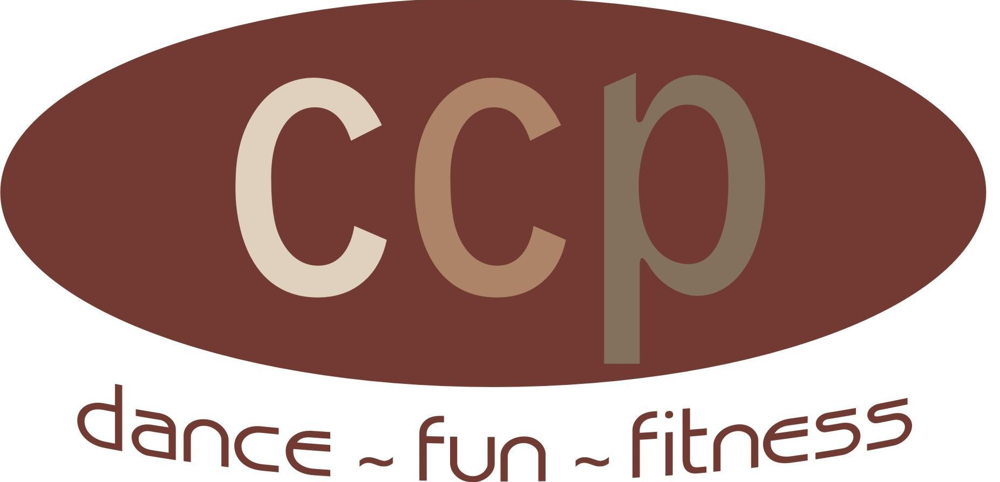 ccp
dance ~ fun ~ fitness